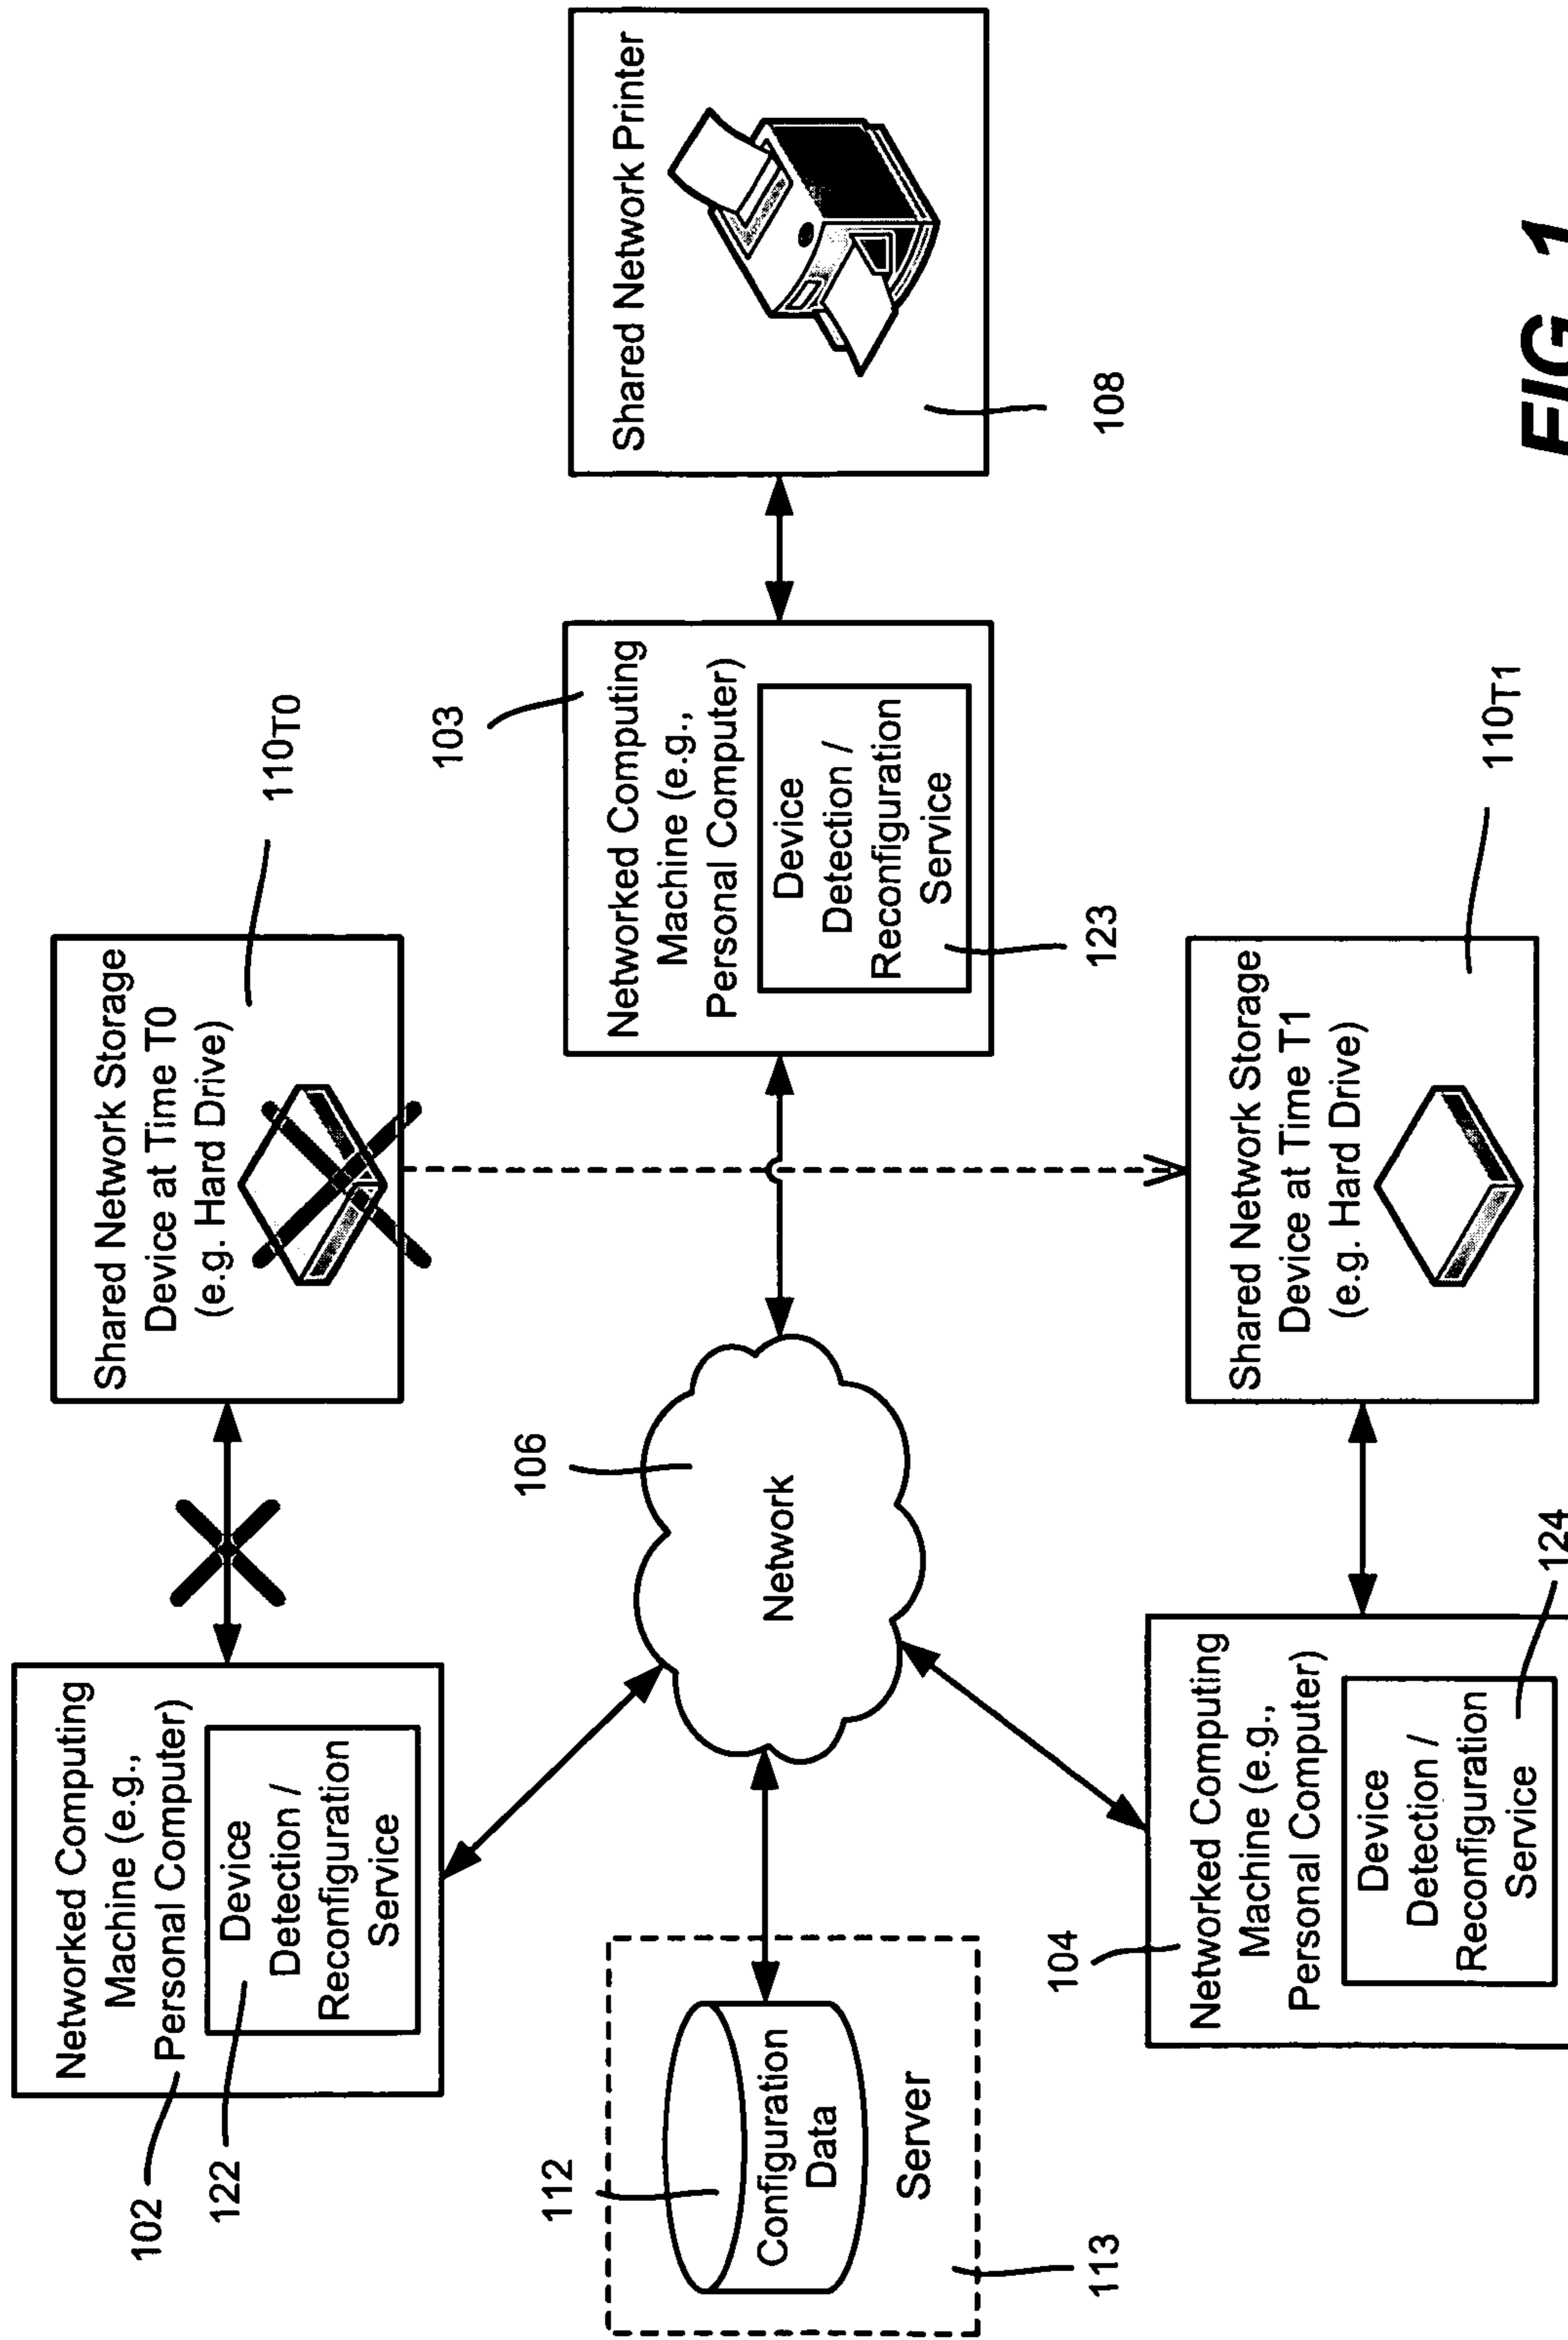 Networked Computing
Machine (e.g.,
Personal Computer)
Device
Detection /
Reconfiguration
Service
102
122
Shared Network Storage
Device at Time T0
(e.g. Hard Drive)
110T0
112
Configuration
Data
Server
113
106
Network
103
Networked Computing
Machine (e.g.,
Personal Computer)
Device
Detection /
Reconfiguration
Service
123
Shared Network Printer
108
104
Networked Computing
Machine (e.g.,
Personal Computer)
Device
Detection /
Reconfiguration
Service
124
Shared Network Storage
Device at Time T1
(e.g. Hard Drive)
110T1
FIG. 1